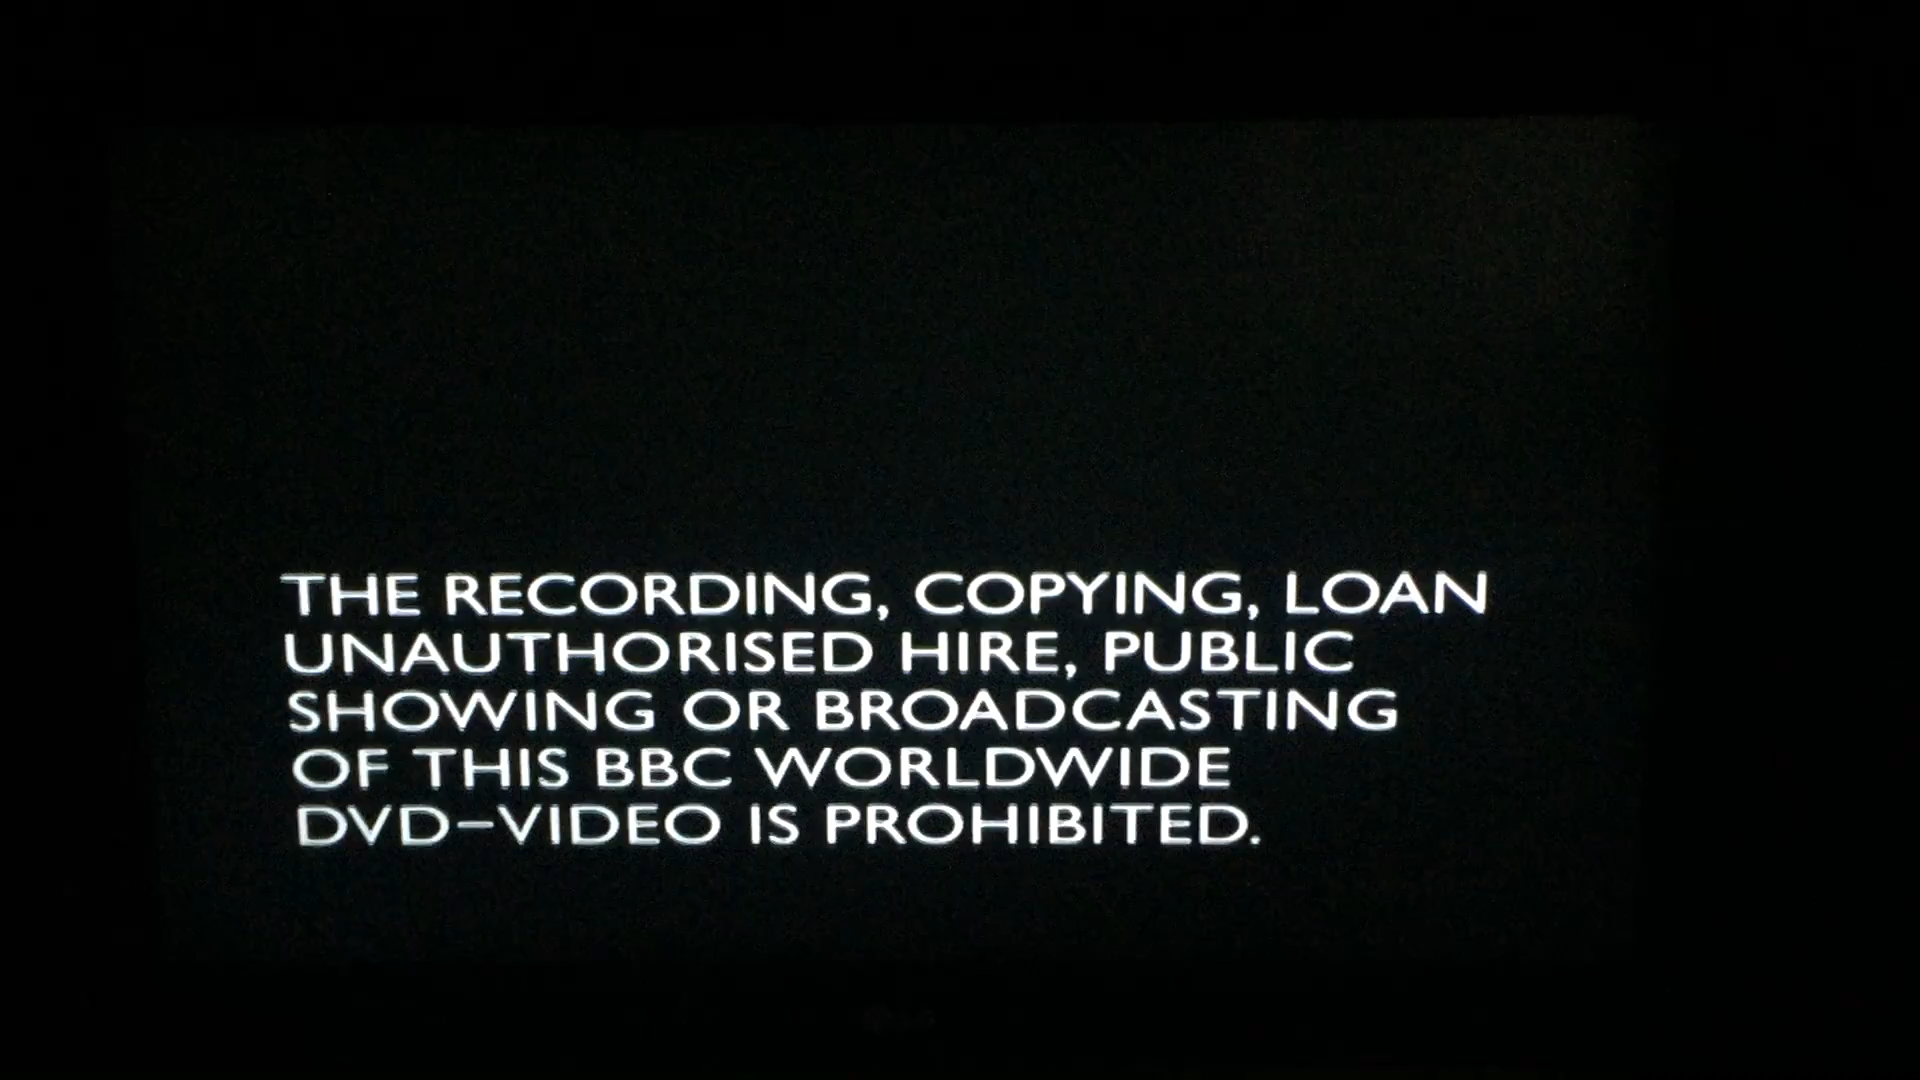 THE RECORDING, COPYING, LOAN
UNAUTHORISED HIRE, PUBLIC
SHOWING OR BROADCASTING
OF THIS BBC WORLDWIDE
DVD-VIDEO IS PROHIBITED.